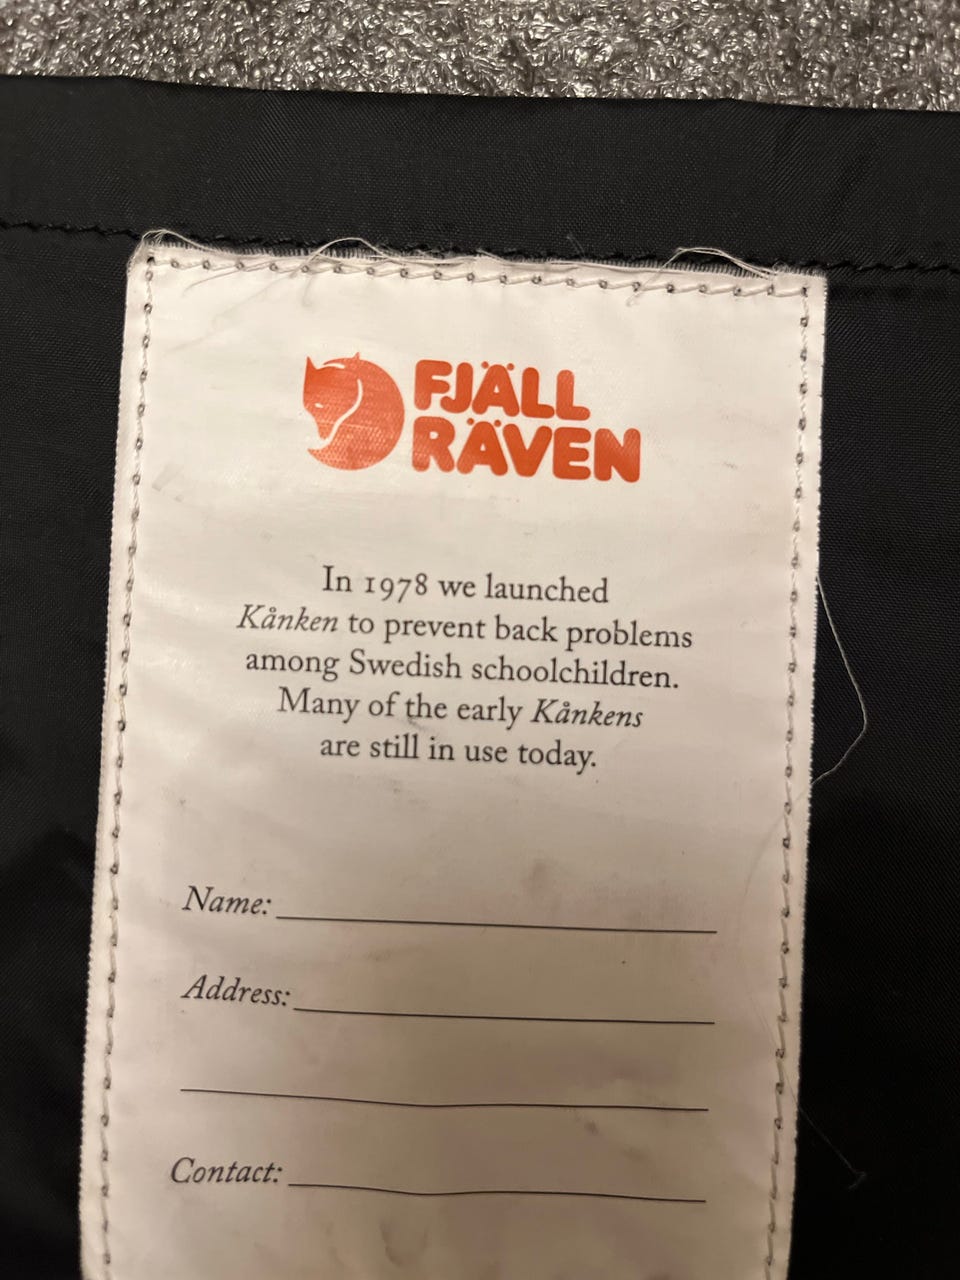 FJÄLL
RÄVEN
In 1978 we launched
Kånken to prevent back problems
among Swedish schoolchildren.
Many of the early Kånkens
are still in use today.
Name:
Address:
Contact: